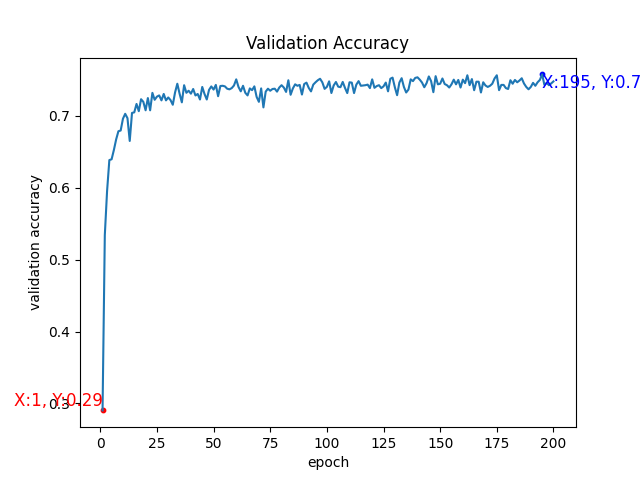 Validation Accuracy
validation accuracy
0.7
0.6
0.5
0.4
0.3
X:195, Y:0.7
X:1, Y:0.29
0 25 50 75 100 125 150 175 200
epoch